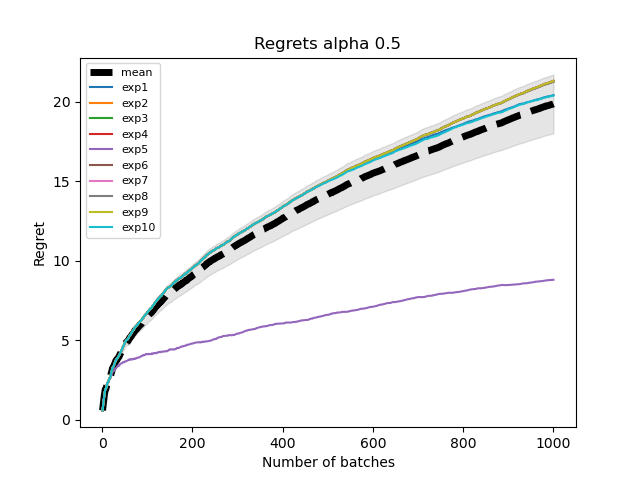 Regrets alpha 0.5
mean
exp1
exp2
exp3
exp4
exp5
exp6
exp7
exp8
exp9
exp10
Regret
20
15
10
5
0
0 200 400 600 800 1000
Number of batches